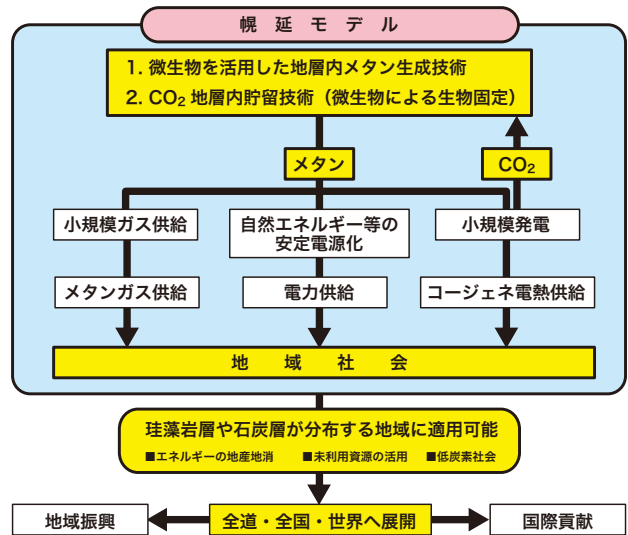 幌延モデル
1. 微生物を活用した地層内メタン生成技術
2. CO₂ 地層内貯留技術（微生物による生物固定）
メタン
CO₂
小規模ガス供給
自然エネルギー等の
安定電源化
小規模発電
メタンガス供給
電力供給
コージェネ電熱供給
地域社会
珪藻岩層や石炭層が分布する地域に適用可能
■エネルギーの地産地消 ■未利用資源の活用 ■低炭素社会
地域振興
全道・全国・世界へ展開
国際貢献